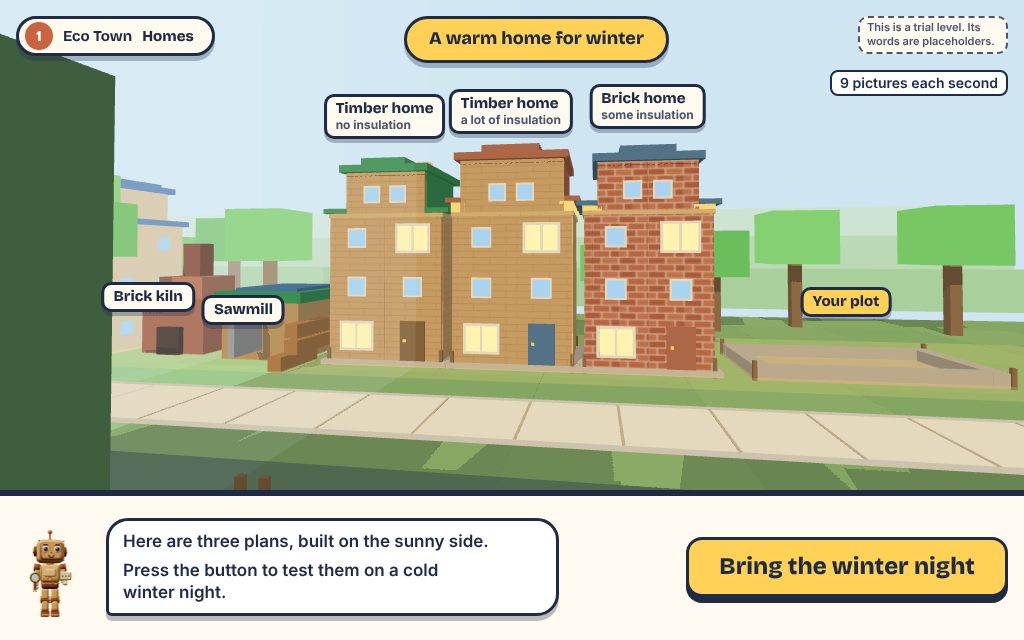 1 Eco Town Homes
A warm home for winter
This is a trial level. Its
words are placeholders.
9 pictures each second
Timber home
no insulation
Timber home
a lot of insulation
Brick home
some insulation
Brick kiln
Sawmill
Your plot
Here are three plans, built on the sunny side.
Press the button to test them on a cold
winter night.
Bring the winter night